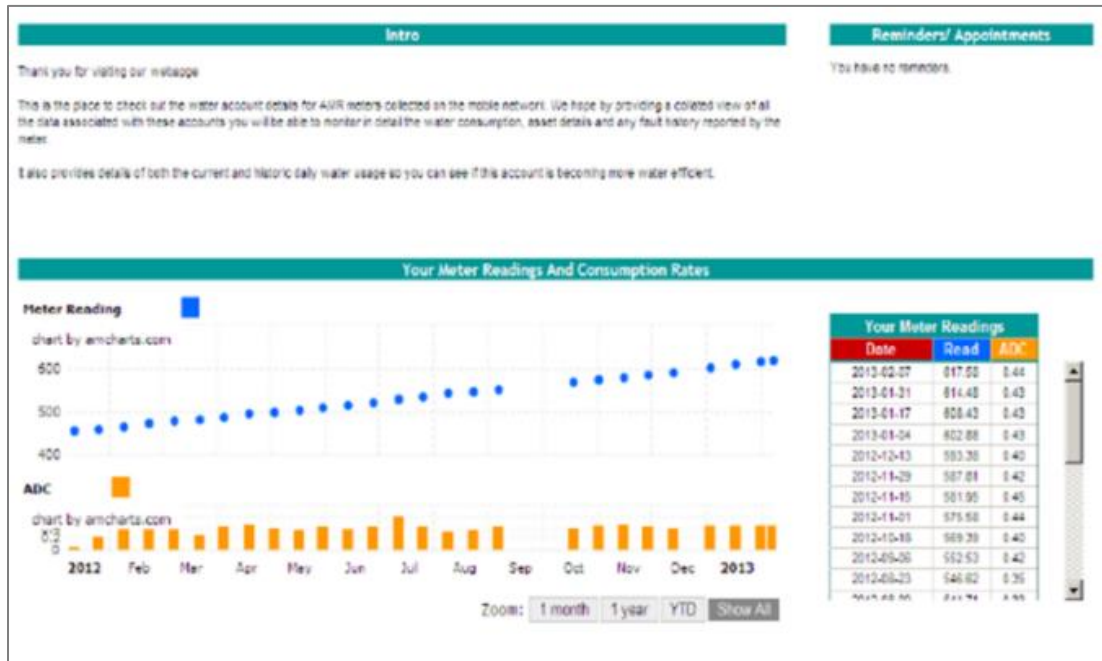 Intro
Reminders/ Appointments
Thank you for visiting our webpage
You have no reminders.
This is the place to check out the water account details for AMR meters collected on the mobile network. We hope by providing a collated view of all
the data associated with these accounts you will be able to monitor in detail the water consumption, asset details and any fault history reported by the
meter.
It also provides details of both the current and historic daily water usage so you can see if this account is becoming more water efficient.
Your Meter Readings And Consumption Rates
Meter Reading
chart by amcharts.com
600
500
400
ADC
chart by amcharts.com
0
2012 Feb Mar Apr May Jun Jul Aug Sep Oct Nov Dec 2013
Zoom: 1 month 1 year YTD Show All
Your Meter Readings
Date Read ADC
2013-02-07 617.58 0.44
2013-01-31 614.48 0.43
2013-01-17 608.43 0.43
2013-01-04 602.88 0.43
2012-12-13 593.38 0.40
2012-11-29 587.81 0.42
2012-11-15 581.95 0.45
2012-11-01 575.58 0.44
2012-10-18 569.39 0.40
2012-09-06 552.53 0.42
2012-08-23 546.62 0.35